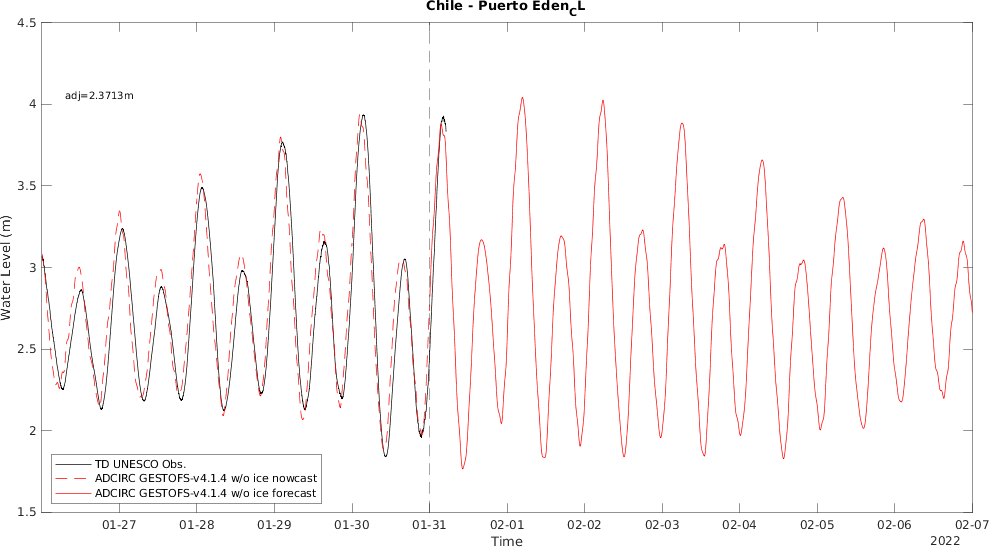 Chile - Puerto Eden_CL
4.5
4
3.5
3
2.5
2
1.5
Water Level (m)
adj=2.3713m
TD UNESCO Obs.
ADCIRC GESTOFS-v4.1.4 w/o ice nowcast
ADCIRC GESTOFS-v4.1.4 w/o ice forecast
01-27 01-28 01-29 01-30 01-31 02-01 02-02 02-03 02-04 02-05 02-06 02-07
Time
2022